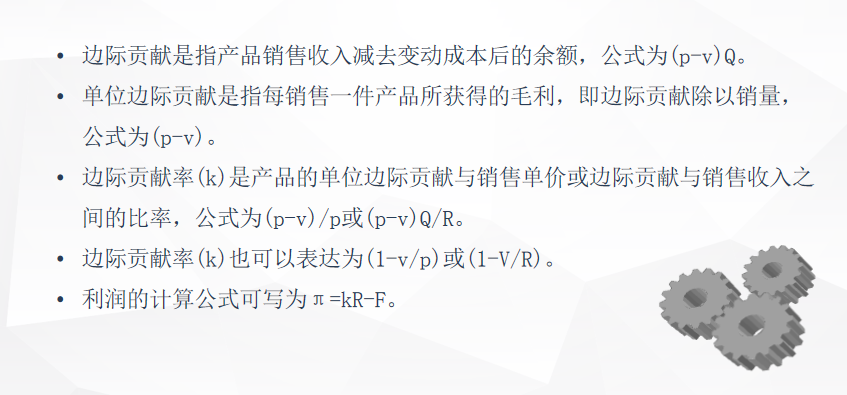 • 边际贡献是指产品销售收入减去变动成本后的余额，公式为(p-v)Q。
• 单位边际贡献是指每销售一件产品所获得的毛利，即边际贡献除以销量，
公式为(p-v)。
• 边际贡献率(k)是产品的单位边际贡献与销售单价或边际贡献与销售收入之
间的比率，公式为(p-v)/p或(p-v)Q/R。
• 边际贡献率(k)也可以表达为(1-v/p)或(1-V/R)。
• 利润的计算公式可写为π=kR-F。